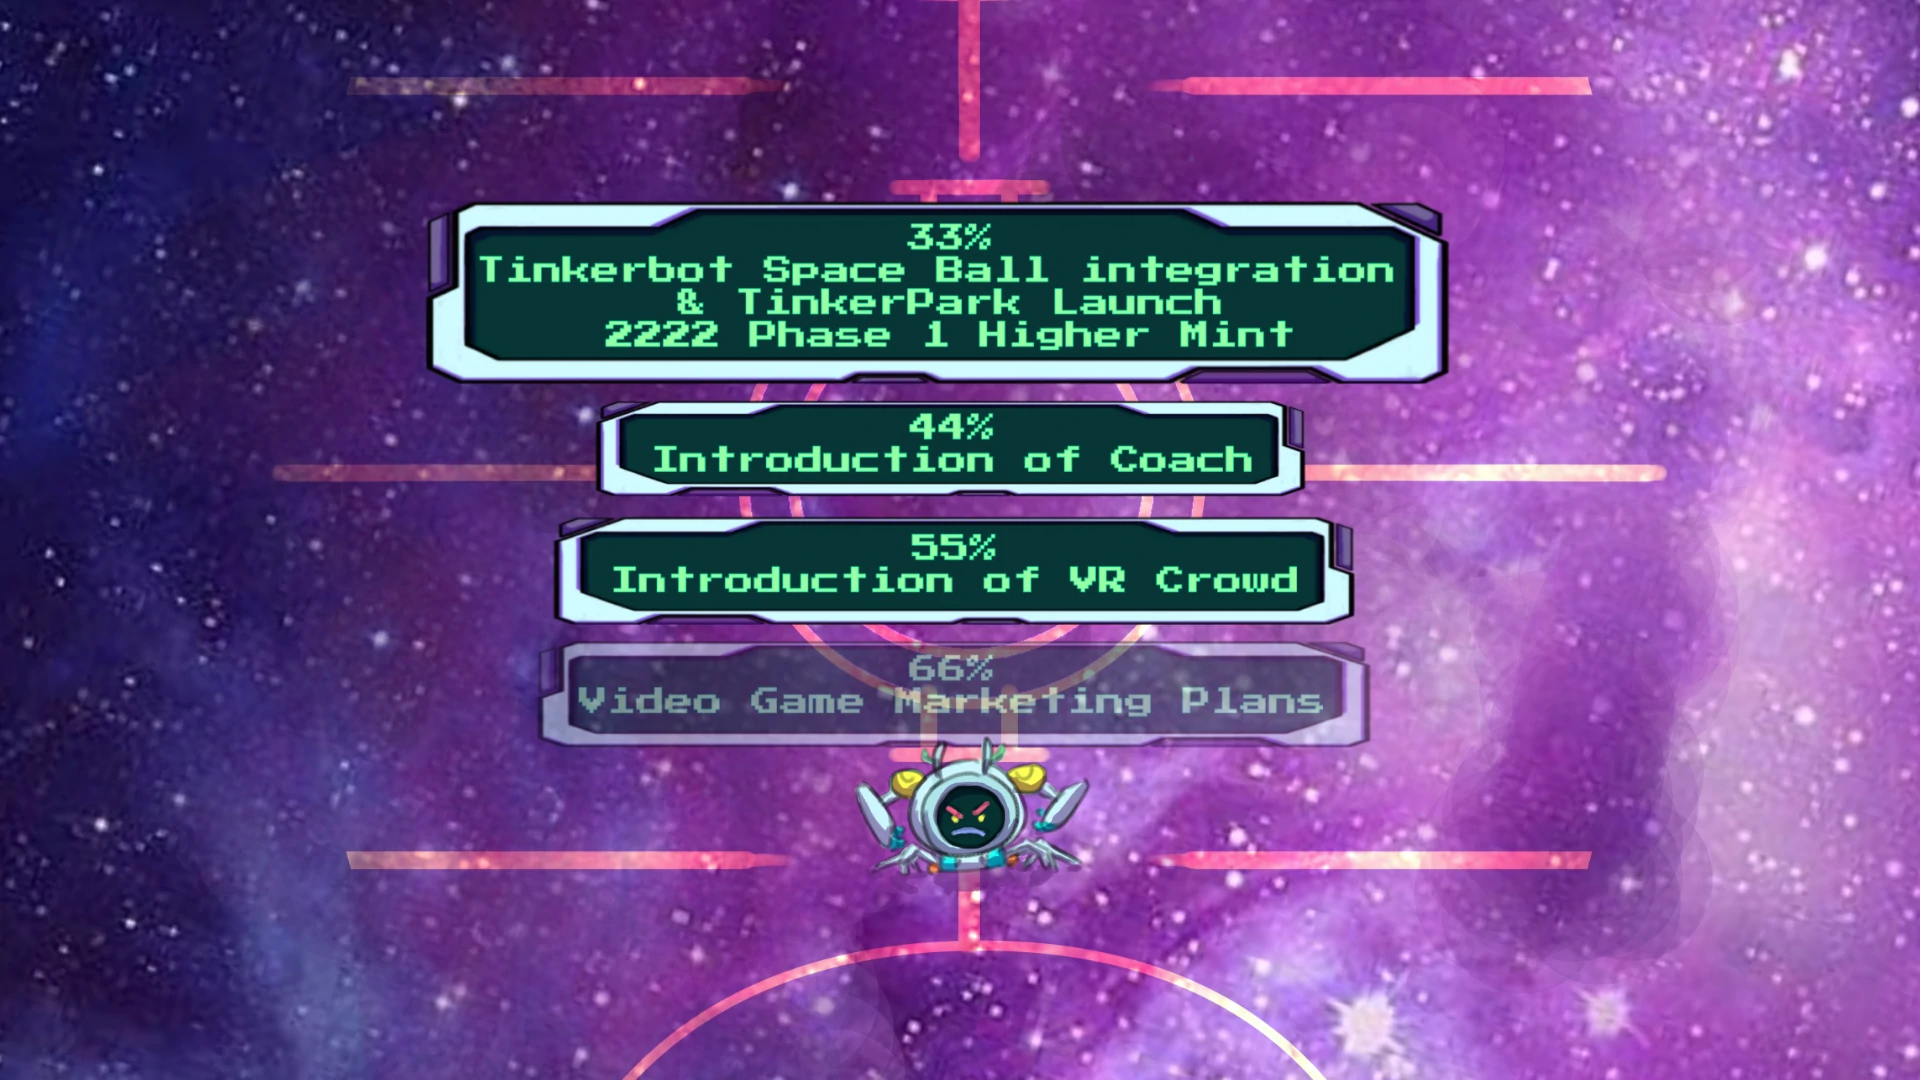 33%
Tinkerbot Space Ball integration
& TinkerPark Launch
2222 Phase 1 Higher Mint
44%
Introduction of Coach
55%
Introduction of VR Crowd
66%
Video Game Marketing Plans